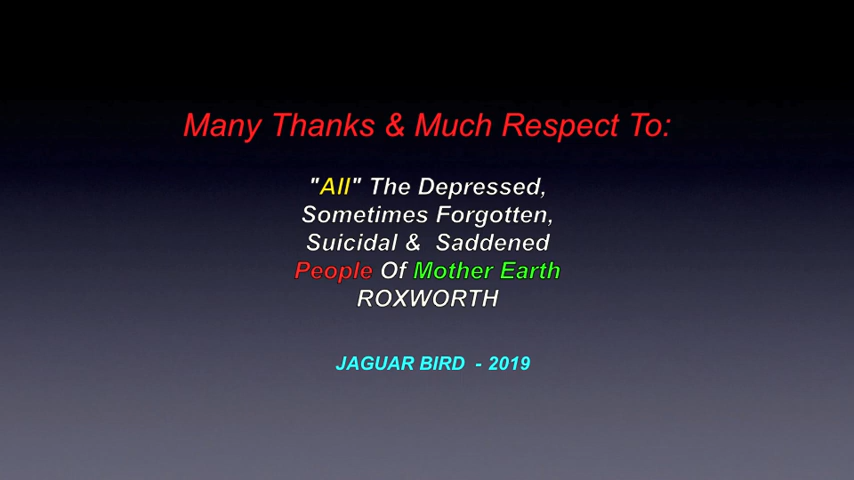 Many Thanks & Much Respect To:
"All" The Depressed,
Sometimes Forgotten,
Suicidal & Saddened
People Of Mother Earth
ROXWORTH
JAGUAR BIRD - 2019